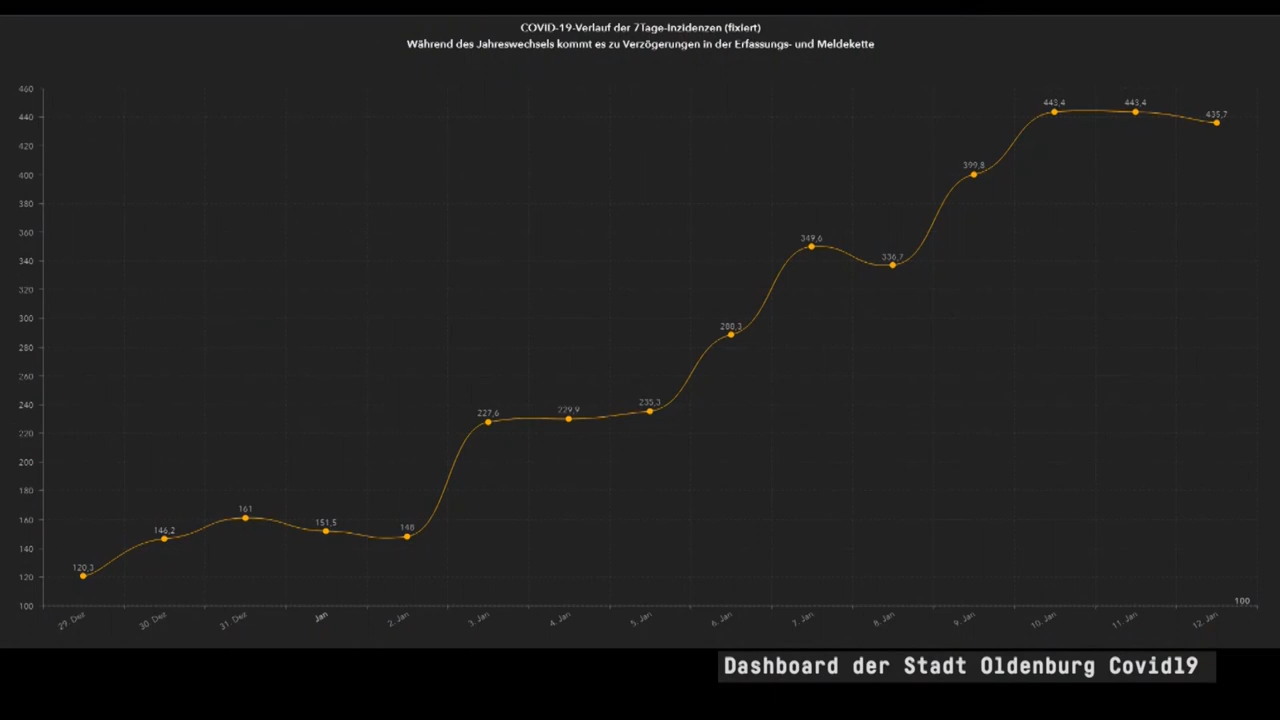 COVID-19-Verlauf der 7Tage-Inzidenzen (fixiert)
Während des Jahreswechsels kommt es zu Verzögerungen in der Erfassungs- und Meldekette
460
440
420
400
380
360
340
320
300
280
260
240
220
200
180
160
140
120
100
120,3
146,2
161
151,5
148
227,6
229,9
235,3
288,3
349,6
336,7
399,8
443,4
443,4
435,7
100
29. Dez
30. Dez
31. Dez
Jan
2. Jan
3. Jan
4. Jan
5. Jan
6. Jan
7. Jan
8. Jan
9. Jan
10. Jan
11. Jan
12. Jan
Dashboard der Stadt Oldenburg Covid19